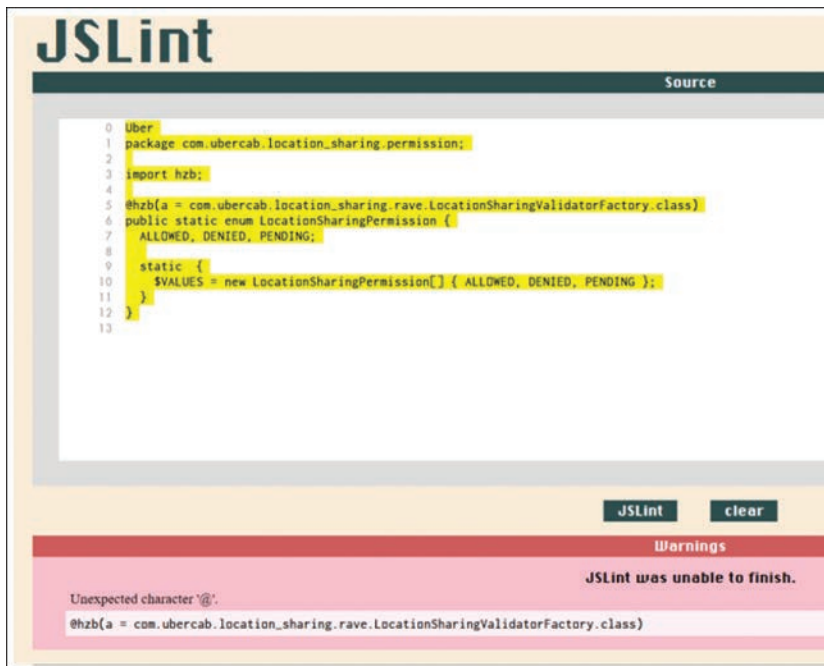 JSLint
Source
0 Uber
1 package com.ubercab.location_sharing.permission;
2
3 import hzb;
4
5 @hzb(a = com.ubercab.location_sharing.rave.LocationSharingValidatorFactory.class)
6 public static enum LocationSharingPermission {
7 ALLOWED, DENIED, PENDING;
8
9 static {
10 $VALUES = new LocationSharingPermission[] { ALLOWED, DENIED, PENDING };
11 }
12 }
13
JSLint clear
Warnings
JSLint was unable to finish.
Unexpected character '@'.
@hzb(a = com.ubercab.location_sharing.rave.LocationSharingValidatorFactory.class)